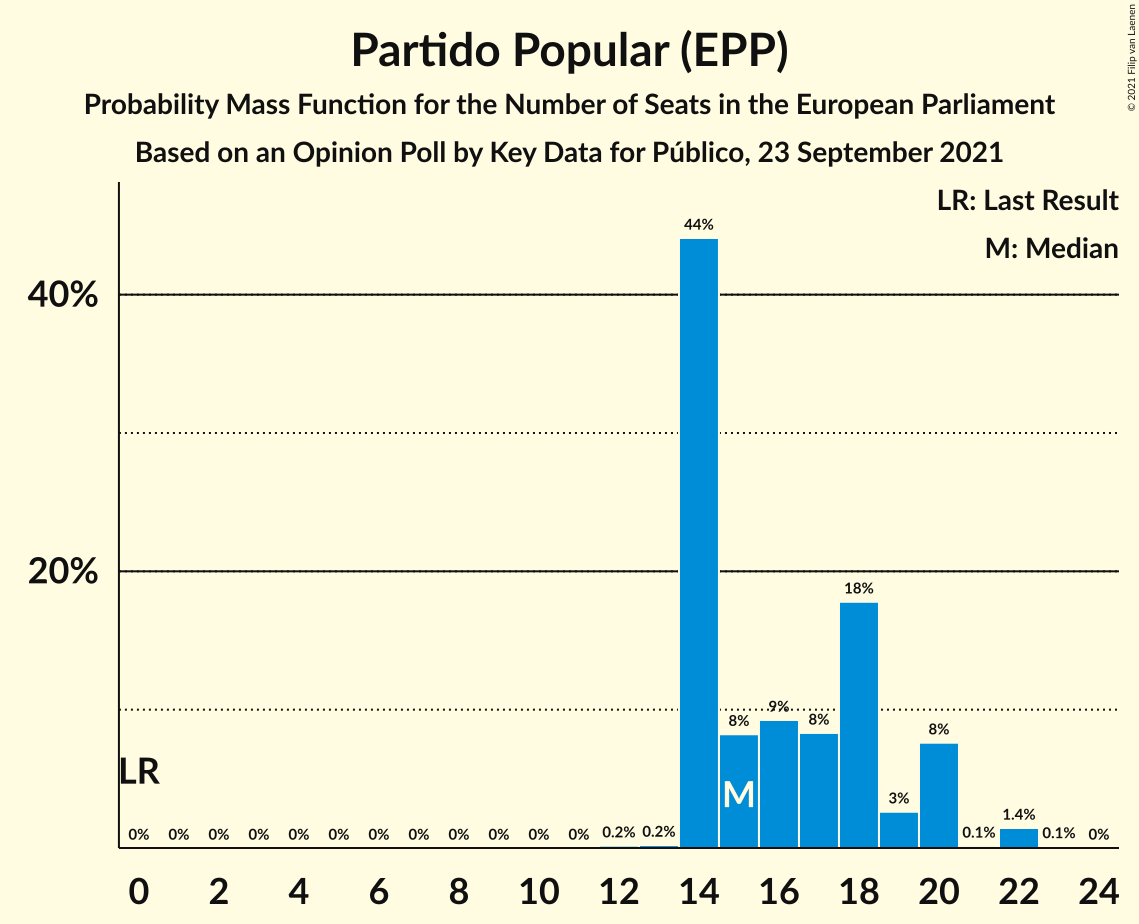 Partido Popular (EPP)
Probability Mass Function for the Number of Seats in the European Parliament
Based on an Opinion Poll by Key Data for Público, 23 September 2021
© 2021 Filip van Laenen
LR: Last Result
M: Median
44%
40%
20%
18%
9%
8%
8%
8%
LR
M
3%
1.4%
0% 0% 0% 0% 0% 0% 0% 0% 0% 0% 0% 0% 0.2% 0.2% 0.1% 0.1% 0%
0 2 4 6 8 10 12 14 16 18 20 22 24